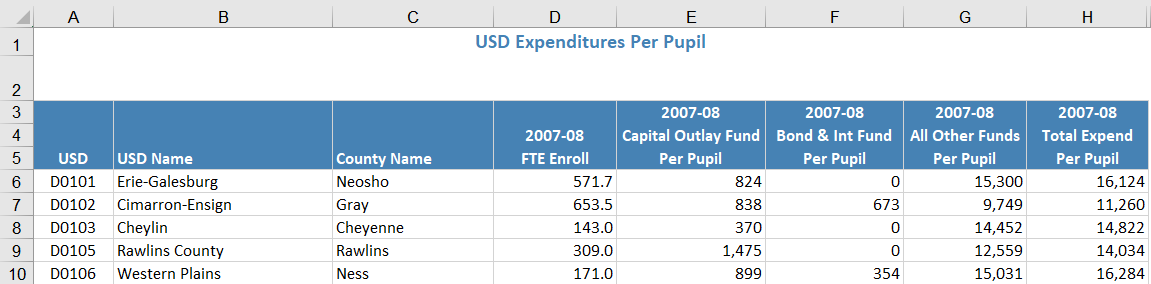 A B C D E F G H
1 USD Expenditures Per Pupil
2
3 2007-08 2007-08 2007-08 2007-08
4 2007-08 Capital Outlay Fund Bond & Int Fund All Other Funds Total Expend
5 USD USD Name County Name FTE Enroll Per Pupil Per Pupil Per Pupil Per Pupil
6 D0101 Erie-Galesburg Neosho 571.7 824 0 15,300 16,124
7 D0102 Cimarron-Ensign Gray 653.5 838 673 9,749 11,260
8 D0103 Cheylin Cheyenne 143.0 370 0 14,452 14,822
9 D0105 Rawlins County Rawlins 309.0 1,475 0 12,559 14,034
10 D0106 Western Plains Ness 171.0 899 354 15,031 16,284